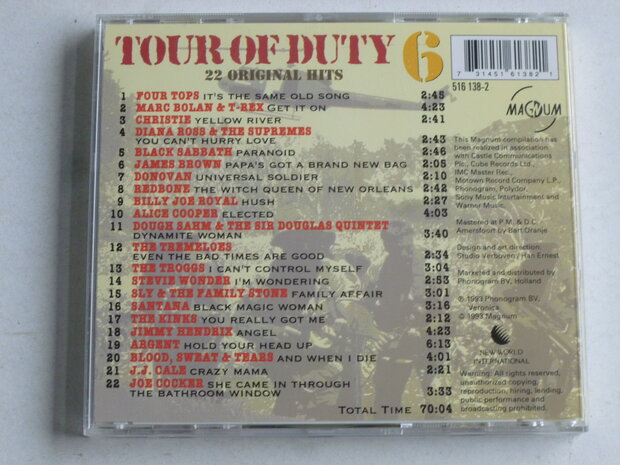 TOUR OF DUTY 6
22 ORIGINAL HITS
1 FOUR TOPS IT'S THE SAME OLD SONG 2:45
2 MARC BOLAN & T-REX GET IT ON 4:23
3 CHRISTIE YELLOW RIVER 2:41
4 DIANA ROSS & THE SUPREMES
YOU CAN'T HURRY LOVE 2:43
5 BLACK SABBATH PARANOID 2:46
6 JAMES BROWN PAPA'S GOT A BRAND NEW BAG 2:05
7 DONOVAN UNIVERSAL SOLDIER 2:10
8 REDBONE THE WITCH QUEEN OF NEW ORLEANS 2:42
9 BILLY JOE ROYAL HUSH 2:27
10 ALICE COOPER ELECTED 4:03
11 DOUGH SAHM & THE SIR DOUGLAS QUINTET
DYNAMITE WOMAN 3:40
12 THE TREMELOES
EVEN THE BAD TIMES ARE GOOD 2:34
13 THE TROGGS I CAN'T CONTROL MYSELF 3:04
14 STEVIE WONDER I'M WONDERING 2:53
15 SLY & THE FAMILY STONE FAMILY AFFAIR 3:01
16 SANTANA BLACK MAGIC WOMAN 3:16
17 THE KINKS YOU REALLY GOT ME 2:12
18 JIMMY HENDRIX ANGEL 4:23
19 ARGENT HOLD YOUR HEAD UP 6:13
20 BLOOD, SWEAT & TEARS AND WHEN I DIE 4:01
21 J.J. CALE CRAZY MAMA 2:21
22 JOE COCKER SHE CAME IN THROUGH
THE BATHROOM WINDOW 3:33
TOTAL TIME 70:04
7 31451 61382 1
516 138-2
MAGNUM
This Magnum compilation has
been realized in association
with Castle Communications
Plc., Cube Records Ltd.,
IMC Master Rec.,
Motown Record Company L.P.
Phonogram, Polydor,
Sony Music Intertainment and
Warner Music.
Mastered at P.M. & D.C.
Amersfoort by Bart Oranje
Design and art direction:
Studio Verboven / Han Ernest
Marketed and distributed by
Phonogram BV, Holland
℗ 1993 Phonogram BV,
Veronica
© 1993 Magnum
NEW WORLD
INTERNATIONAL
Warning: All rights reserved,
unauthorized copying,
reproduction, hiring, lending,
public performance and
broadcasting prohibited.